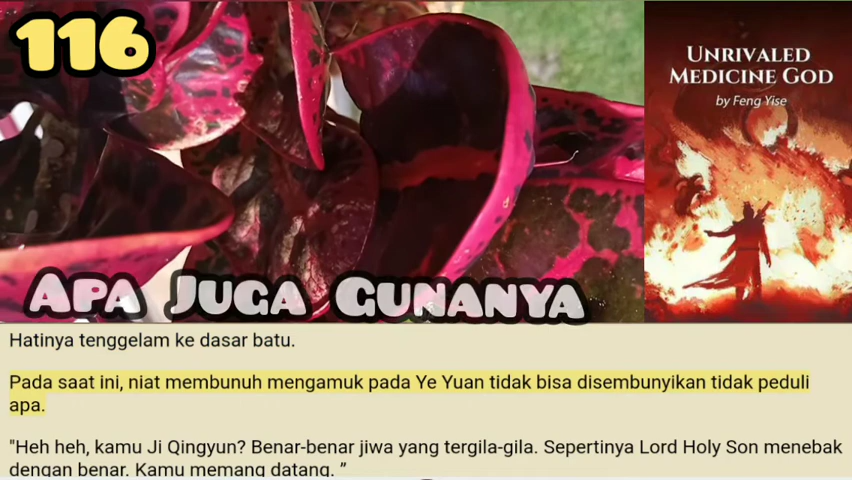 116
UNRIVALED
MEDICINE GOD
by Feng Yise
APA JUGA GUNANYA
Hatinya tenggelam ke dasar batu.
Pada saat ini, niat membunuh mengamuk pada Ye Yuan tidak bisa disembunyikan tidak peduli
apa.
"Heh heh, kamu Ji Qingyun? Benar-benar jiwa yang tergila-gila. Sepertinya Lord Holy Son menebak
dengan benar. Kamu memang datang. ”